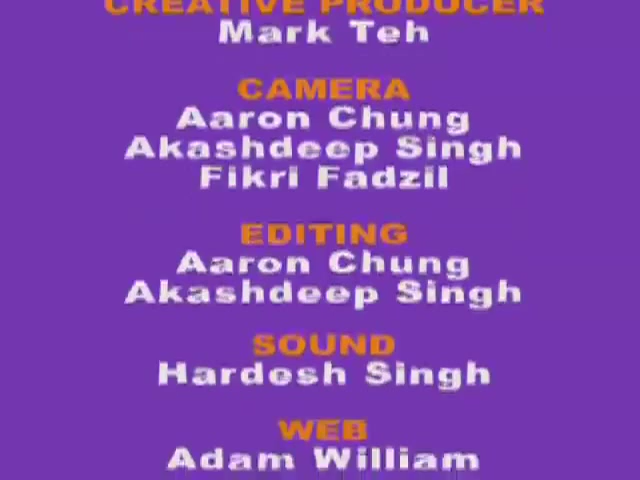 CREATIVE PRODUCER
Mark Teh
CAMERA
Aaron Chung
Akashdeep Singh
Fikri Fadzil
EDITING
Aaron Chung
Akashdeep Singh
SOUND
Hardesh Singh
WEB
Adam William